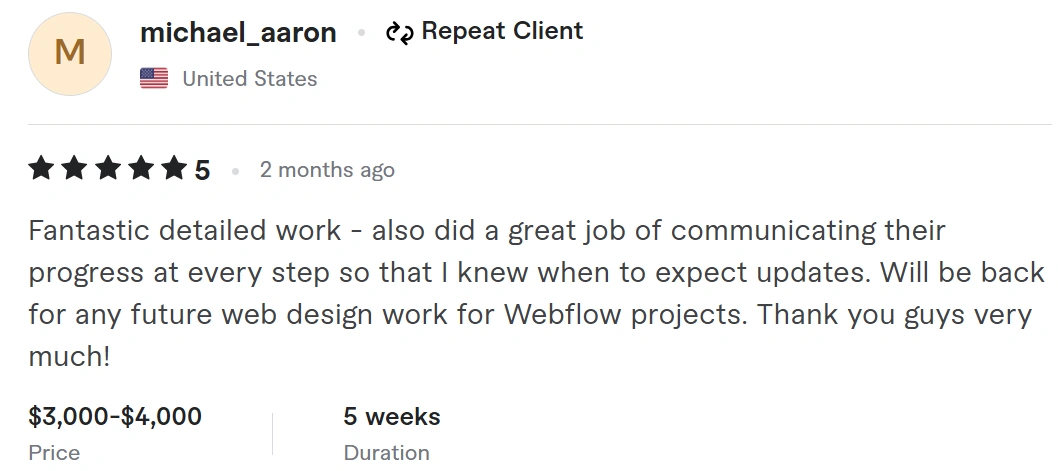 M
michael_aaron • Repeat Client
United States
5 • 2 months ago
Fantastic detailed work - also did a great job of communicating their
progress at every step so that I knew when to expect updates. Will be back
for any future web design work for Webflow projects. Thank you guys very
much!
$3,000-$4,000 5 weeks
Price Duration